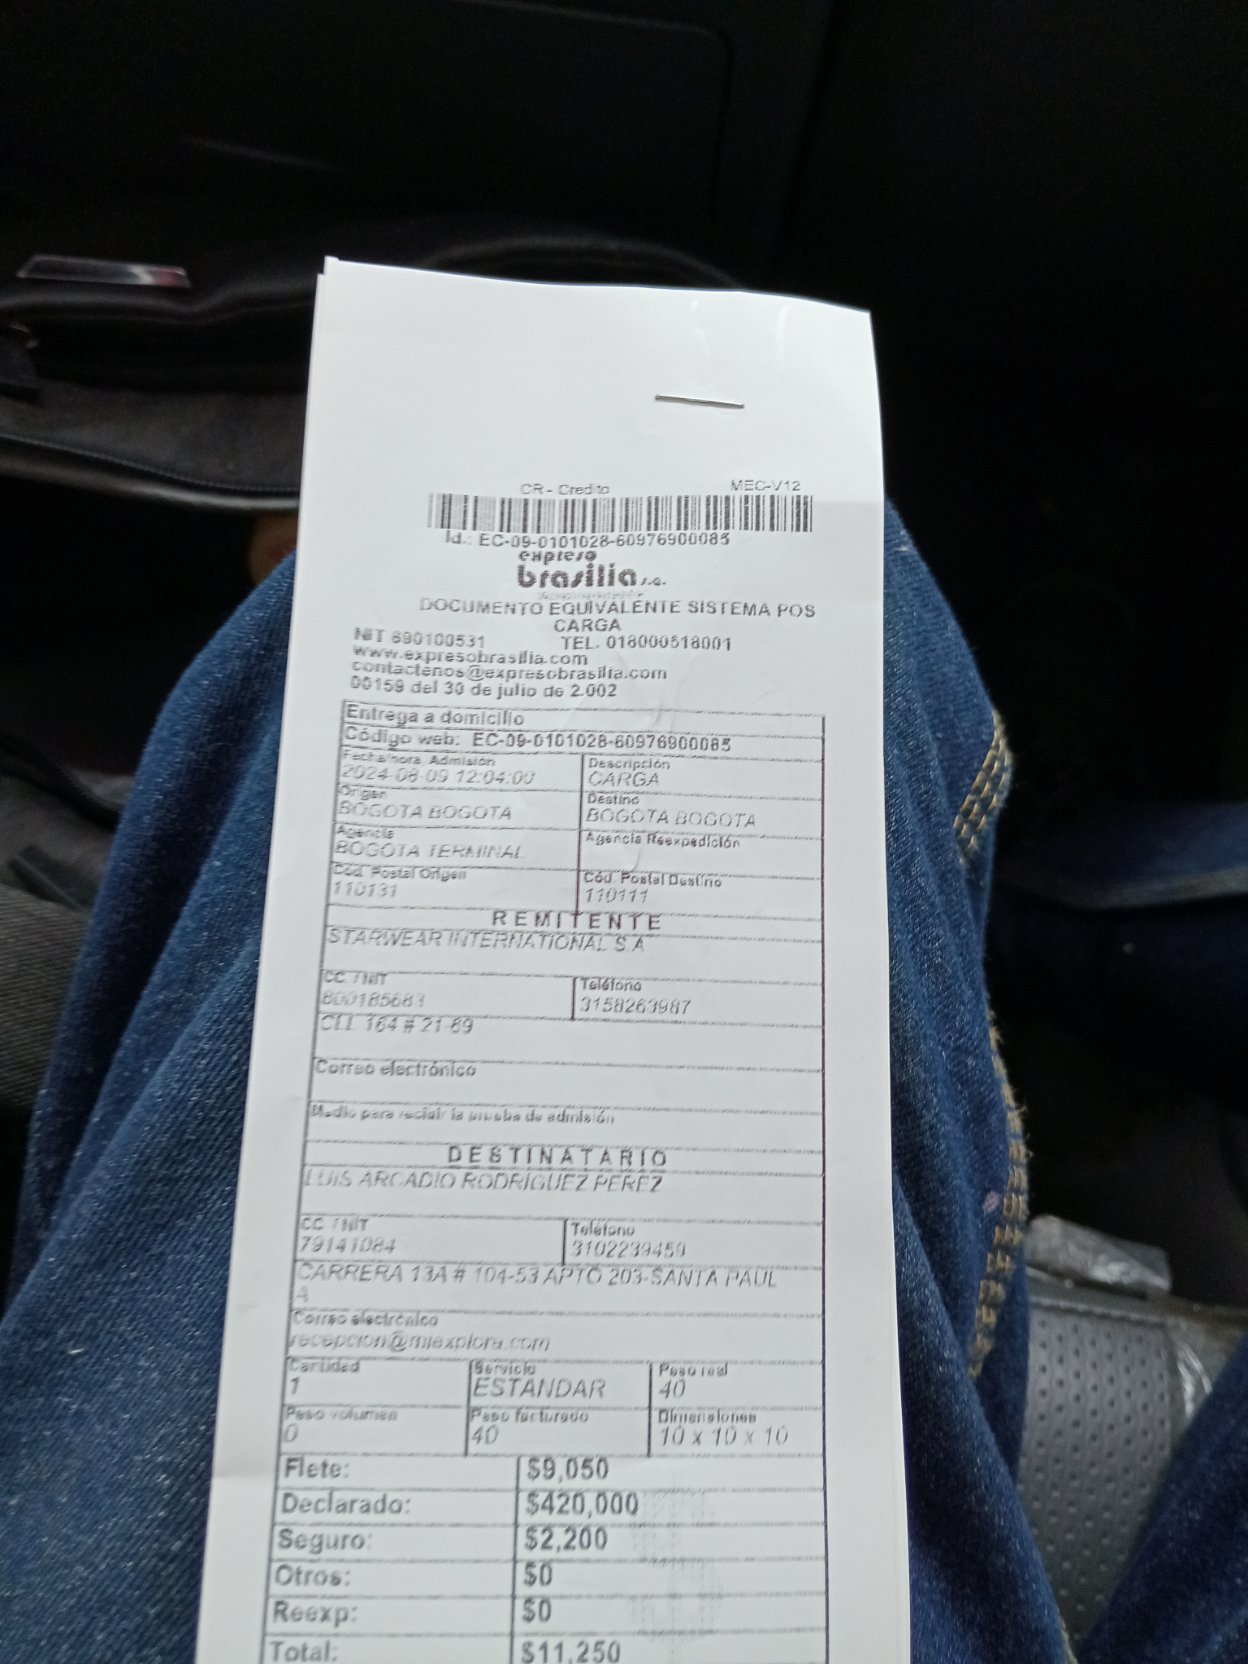 CR - Credito MEC-V12
Id.: EC-09-0101028-60976900085
expreso
brasilia s.a.
DOCUMENTO EQUIVALENTE SISTEMA POS
CARGA
NIT 890100531 TEL. 018000518001
www.expresobrasilia.com
contactenos@expresobrasilia.com
00159 del 30 de julio de 2.002
Entrega a domicilio
Código web: EC-09-0101028-60976900085
Fecha/hora Admisión Descripción
2024-08-09 12:04:00 CARGA
Origen Destino
BOGOTA BOGOTA BOGOTA BOGOTA
Agencia Agencia Reexpedición
BOGOTA TERMINAL
Cód. Postal Origen Cód. Postal Destino
110131 110111
REMITENTE
STARWEAR INTERNATIONAL S.A
CC / NIT Teléfono
800185683 3158263987
CLL 164 # 21-69
Correo electrónico
Medio para recibir la prueba de admisión
DESTINATARIO
LUIS ARCADIO RODRIGUEZ PEREZ
CC / NIT Teléfono
79141084 3102239459
CARRERA 13A # 104-53 APTO 203-SANTA PAUL
A
Correo electrónico
recepcion@miexplora.com
Cantidad Servicio Peso real
1 ESTANDAR 40
Peso volumen Peso facturado Dimensiones
0 40 10 x 10 x 10
Flete: $9,050
Declarado: $420,000
Seguro: $2,200
Otros: $0
Reexp: $0
Total: $11,250